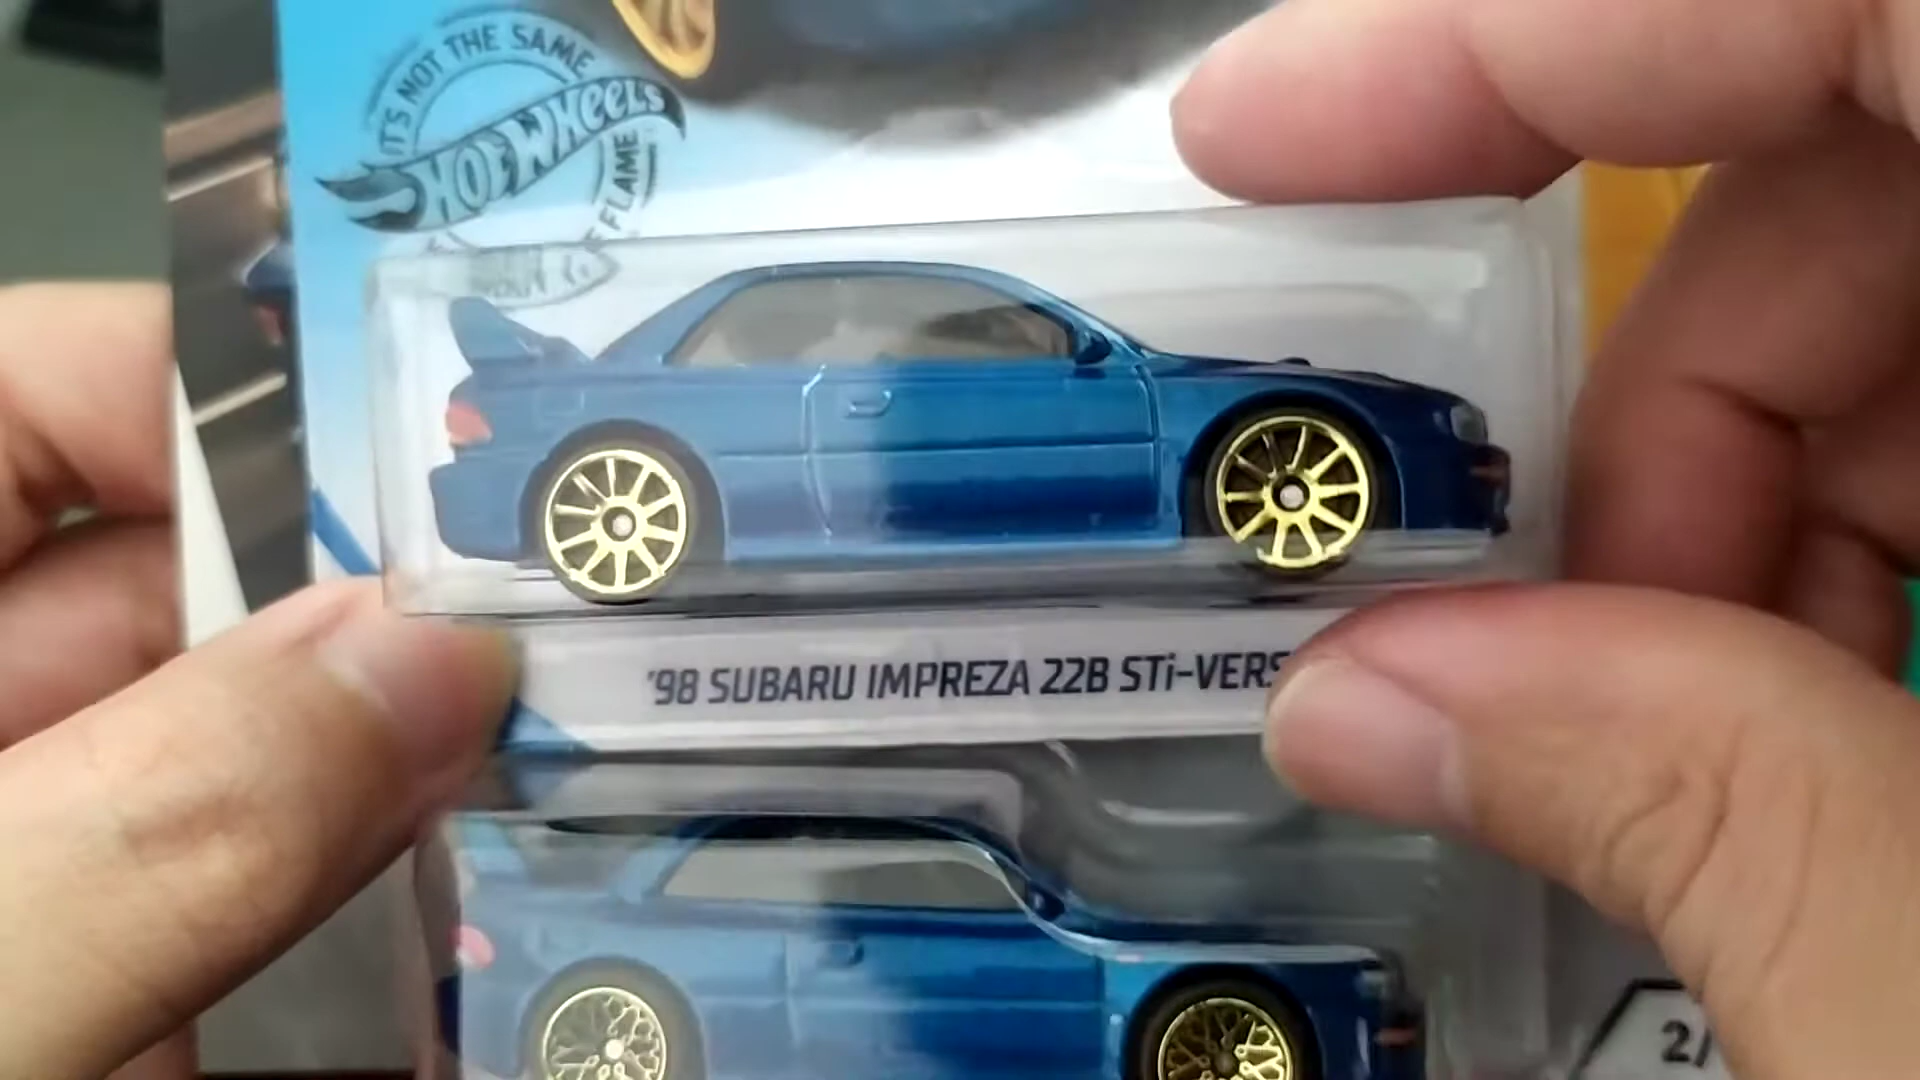 IT'S NOT THE SAME
HOT WHEELS
FLAME
'98 SUBARU IMPREZA 22B STi-VERS
2/